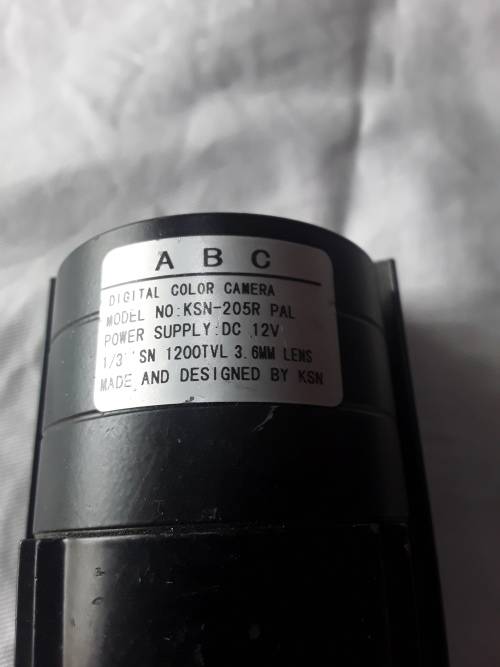 A B C
DIGITAL COLOR CAMERA
MODEL NO:KSN-205R PAL
POWER SUPPLY:DC 12V
1/3" SN 1200TVL 3.6MM LENS
MADE AND DESIGNED BY KSN